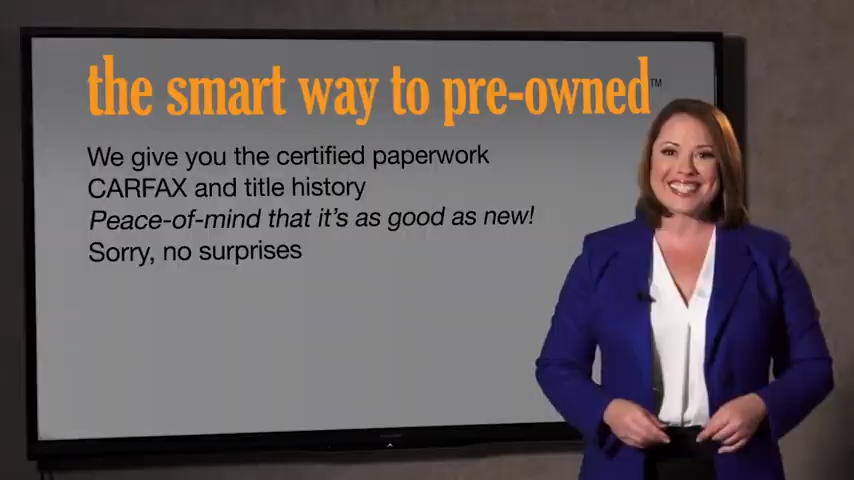 the smart way to pre-owned™
We give you the certified paperwork
CARFAX and title history
Peace-of-mind that it's as good as new!
Sorry, no surprises